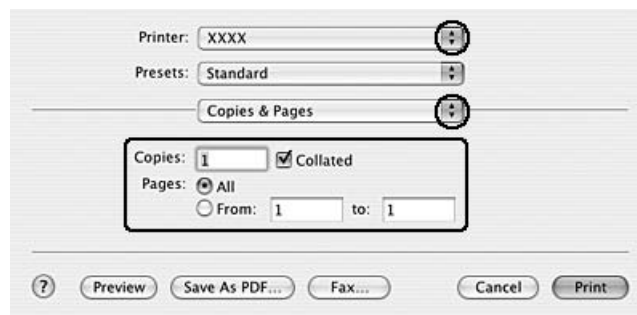 Printer: XXXX
Presets: Standard
Copies & Pages
Copies: 1 Collated
Pages: All
From: 1 to: 1
? Preview Save As PDF... Fax... Cancel Print